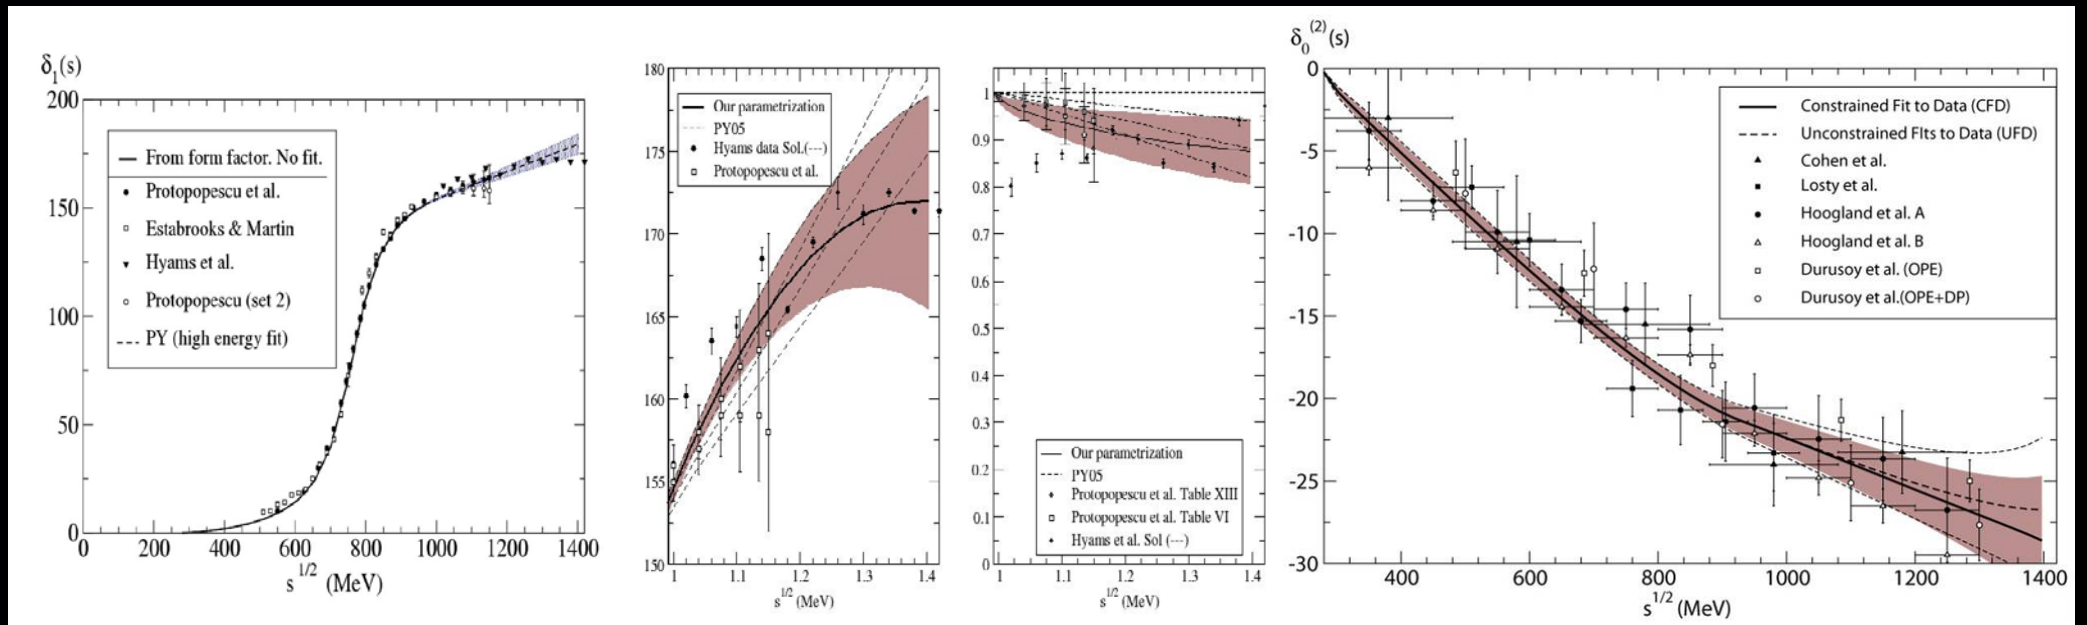 δ₁(s)
200
150
100
50
0
From form factor. No fit.
Protopopescu et al.
Estabrooks & Martin
Hyams et al.
Protopopescu (set 2)
PY (high energy fit)
0 200 400 600 800 1000 1200 1400
s^1/2 (MeV)
180
175
170
165
160
155
150
Our parametrization
PY05
Hyams data Sol.(---)
Protopopescu et al.
1 1.1 1.2 1.3 1.4
s^1/2 (MeV)
1
0.9
0.8
0.7
0.6
0.5
0.4
0.3
0.2
0.1
0
Our parametrization
PY05
Protopopescu et al. Table XIII
Protopopescu et al. Table VI
Hyams et al. Sol (---)
1 1.1 1.2 1.3 1.4
s^1/2 (MeV)
δ₀^(2)(s)
0
-5
-10
-15
-20
-25
-30
Constrained Fit to Data (CFD)
Unconstrained FIts to Data (UFD)
Cohen et al.
Losty et al.
Hoogland et al. A
Hoogland et al. B
Durusoy et al. (OPE)
Durusoy et al.(OPE+DP)
400 600 800 1000 1200 1400
s^1/2 (MeV)